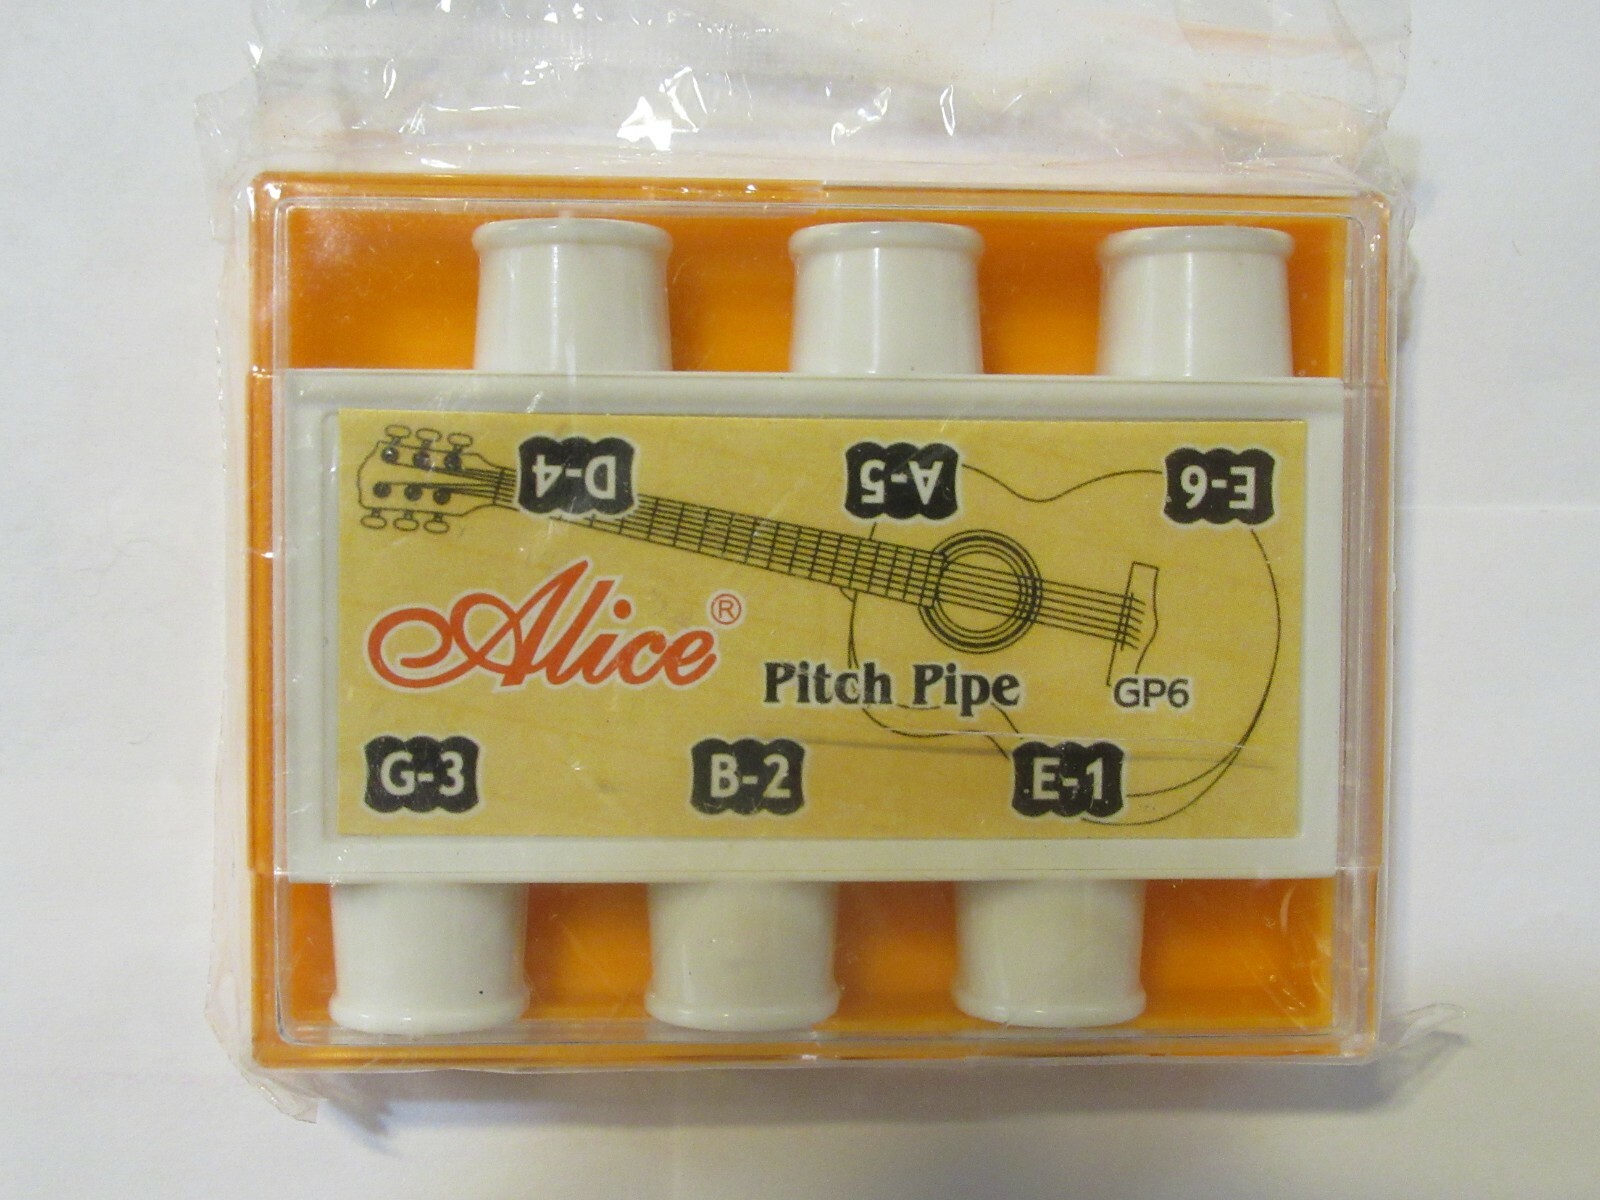 D-4 A-5 E-6
Alice®
Pitch Pipe GP6
G-3 B-2 E-1